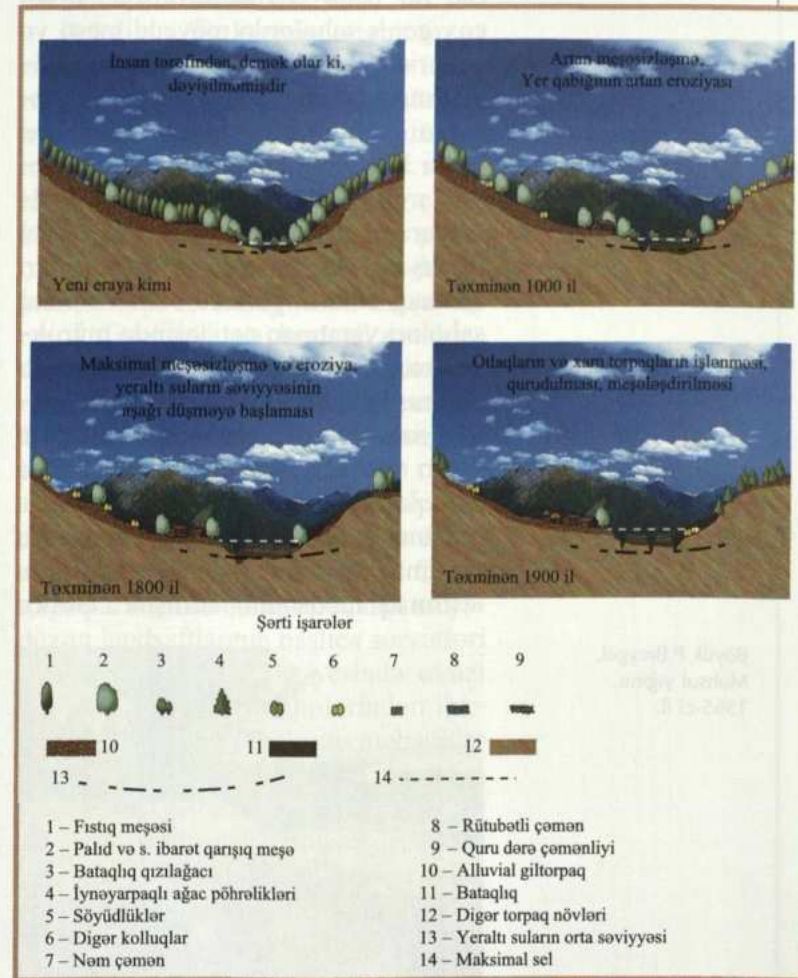 İnsan tərəfindən, demək olar ki,
dəyişilməmişdir
Yeni eraya kimi
Artan meşəsizləşmə,
Yer qabığının artan eroziyası
Təxminən 1000 il
Maksimal meşəsizləşmə və eroziya,
yeraltı suların səviyyəsinin
aşağı düşməyə başlaması
Təxminən 1800 il
Otlaqların və xam torpaqların işlənməsi,
qurudulması, meşələşdirilməsi
Təxminən 1900 il
Şərti işarələr
1 2 3 4 5 6 7 8 9
10 11 12
13 14
1 – Fıstıq meşəsi
2 – Palıd və s. ibarət qarışıq meşə
3 – Bataqlıq qızılağacı
4 – İynəyarpaqlı ağac pöhrəlikləri
5 – Söyüdlüklər
6 – Digər kolluqlar
7 – Nəm çəmən
8 – Rütubətli çəmən
9 – Quru dərə çəmənliyi
10 – Alluvial giltorpaq
11 – Bataqlıq
12 – Digər torpaq növləri
13 – Yeraltı suların orta səviyyəsi
14 – Maksimal sel